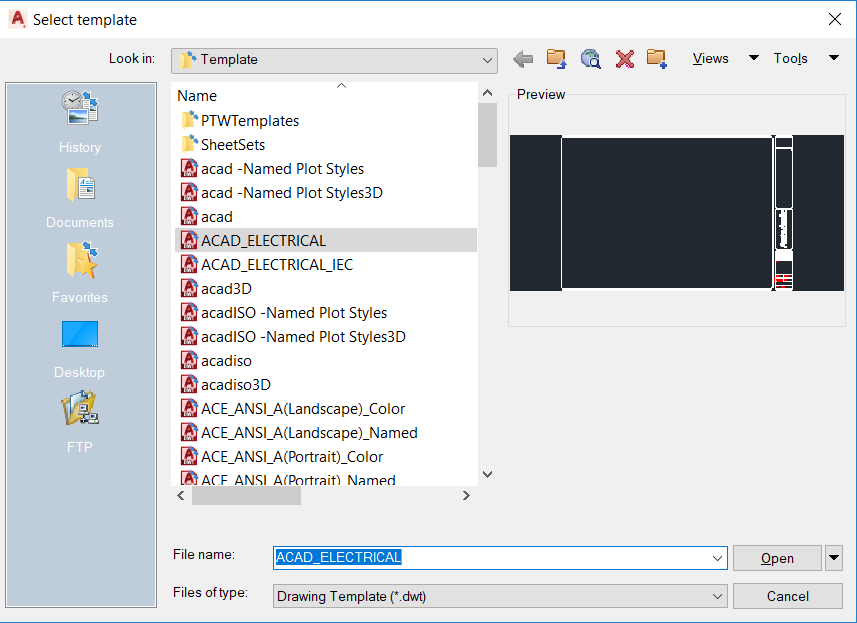 Select template
Look in:
Template
Views
Tools
History
Documents
Favorites
Desktop
FTP
Name
PTWTemplates
SheetSets
acad -Named Plot Styles
acad -Named Plot Styles3D
acad
ACAD_ELECTRICAL
ACAD_ELECTRICAL_IEC
acad3D
acadISO -Named Plot Styles
acadISO -Named Plot Styles3D
acadiso
acadiso3D
ACE_ANSI_A(Landscape)_Color
ACE_ANSI_A(Landscape)_Named
ACE_ANSI_A(Portrait)_Color
ACE_ANSI_A(Portrait)_Named
Preview
File name:
ACAD_ELECTRICAL
Open
Files of type:
Drawing Template (*.dwt)
Cancel